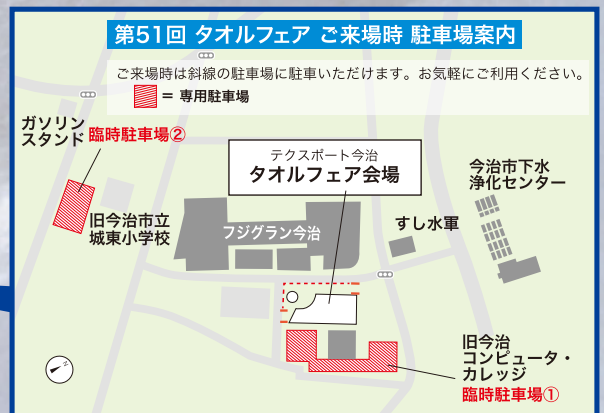 第51回 タオルフェア ご来場時 駐車場案内
ご来場時は斜線の駐車場に駐車いただけます。お気軽にご利用ください。
= 専用駐車場
ガソリン
スタンド
臨時駐車場②
テクスポート今治
タオルフェア会場
今治市下水
浄化センター
旧今治市立
城東小学校
フジグラン今治
すし水軍
旧今治
コンピュータ・
カレッジ
臨時駐車場①
N